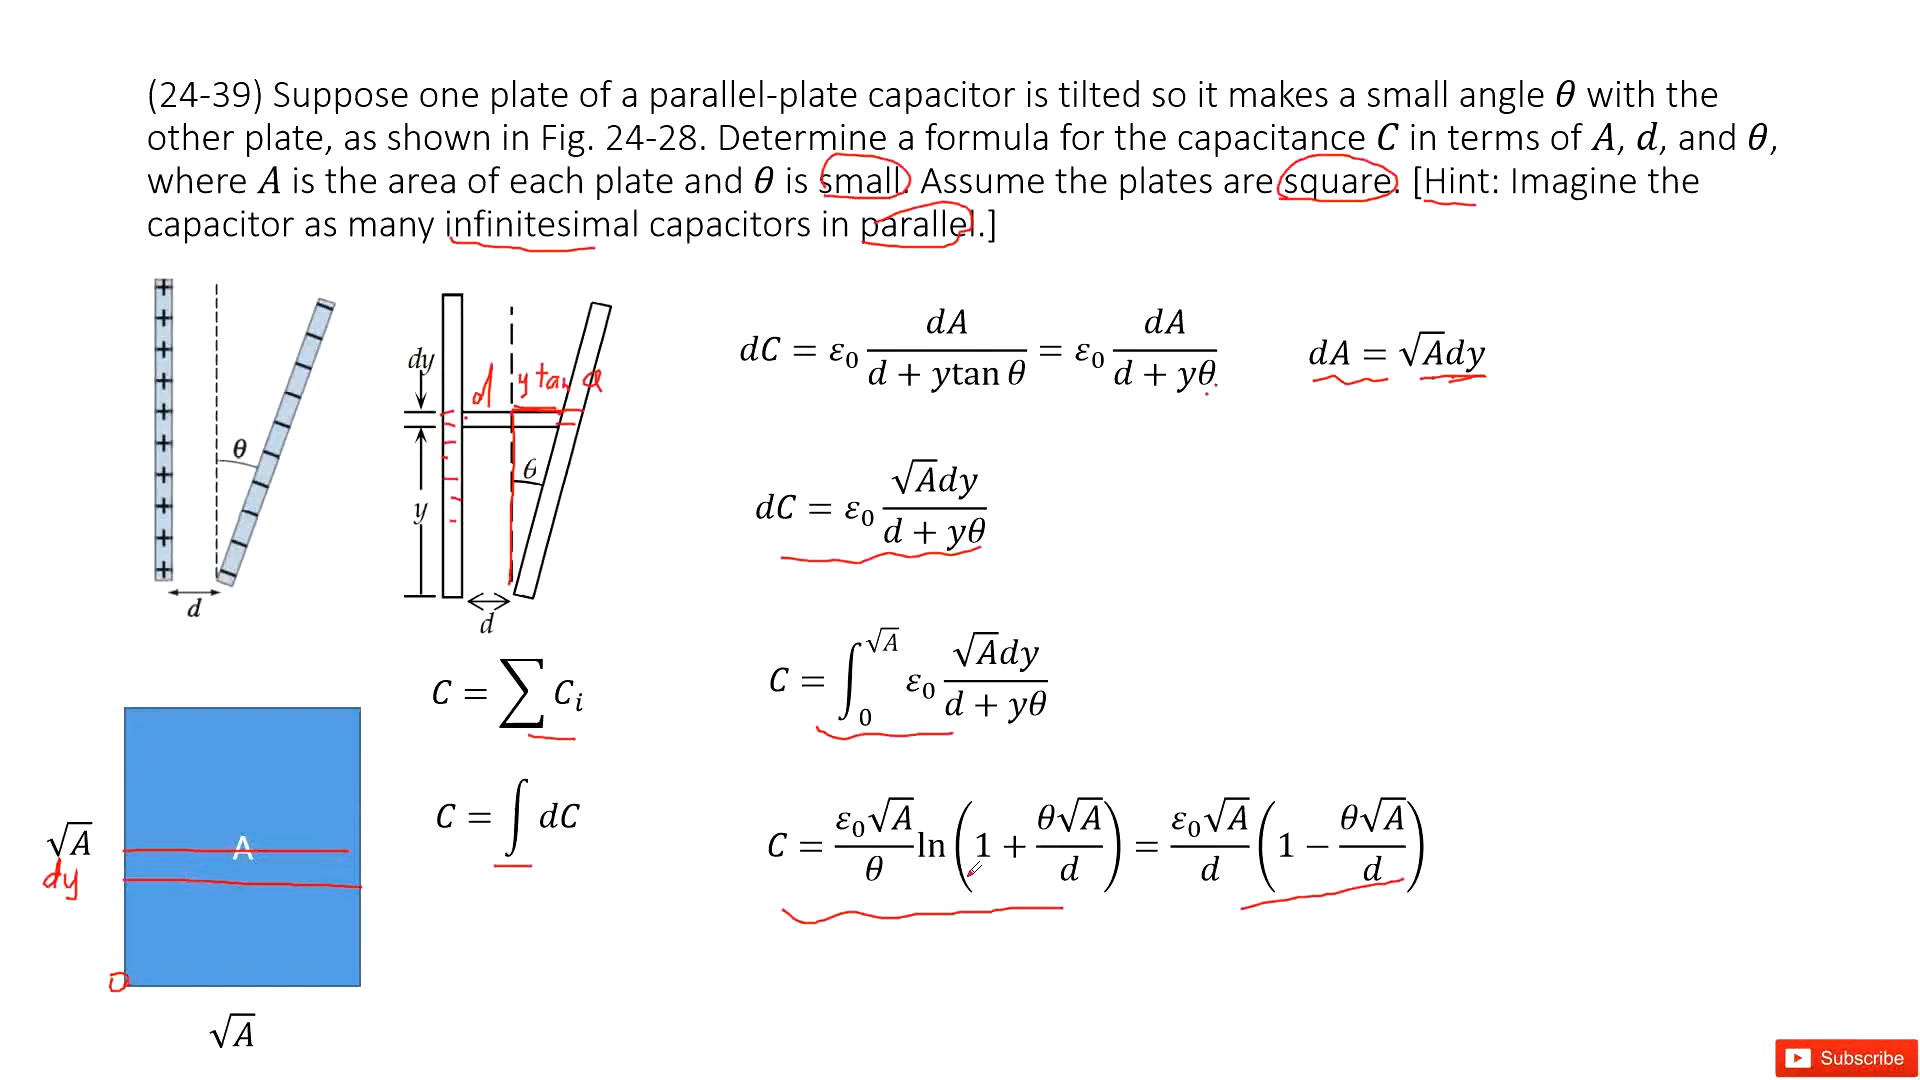 (24-39) Suppose one plate of a parallel-plate capacitor is tilted so it makes a small angle θ with the
other plate, as shown in Fig. 24-28. Determine a formula for the capacitance C in terms of A, d, and θ,
where A is the area of each plate and θ is small. Assume the plates are square. [Hint: Imagine the
capacitor as many infinitesimal capacitors in parallel.]
θ
d
dy
d y tan θ
θ
y
d
dC = ε₀ dA/(d + ytan θ) = ε₀ dA/(d + yθ)
dA = √A dy
dC = ε₀ √A dy/(d + yθ)
C = ∑ Cᵢ
C = ∫₀^√A ε₀ √A dy/(d + yθ)
C = ∫ dC
C = ε₀√A/θ ln(1 + θ√A/d) = ε₀√A/d (1 − θ√A/d)
√A
dy
A
0
√A
Subscribe